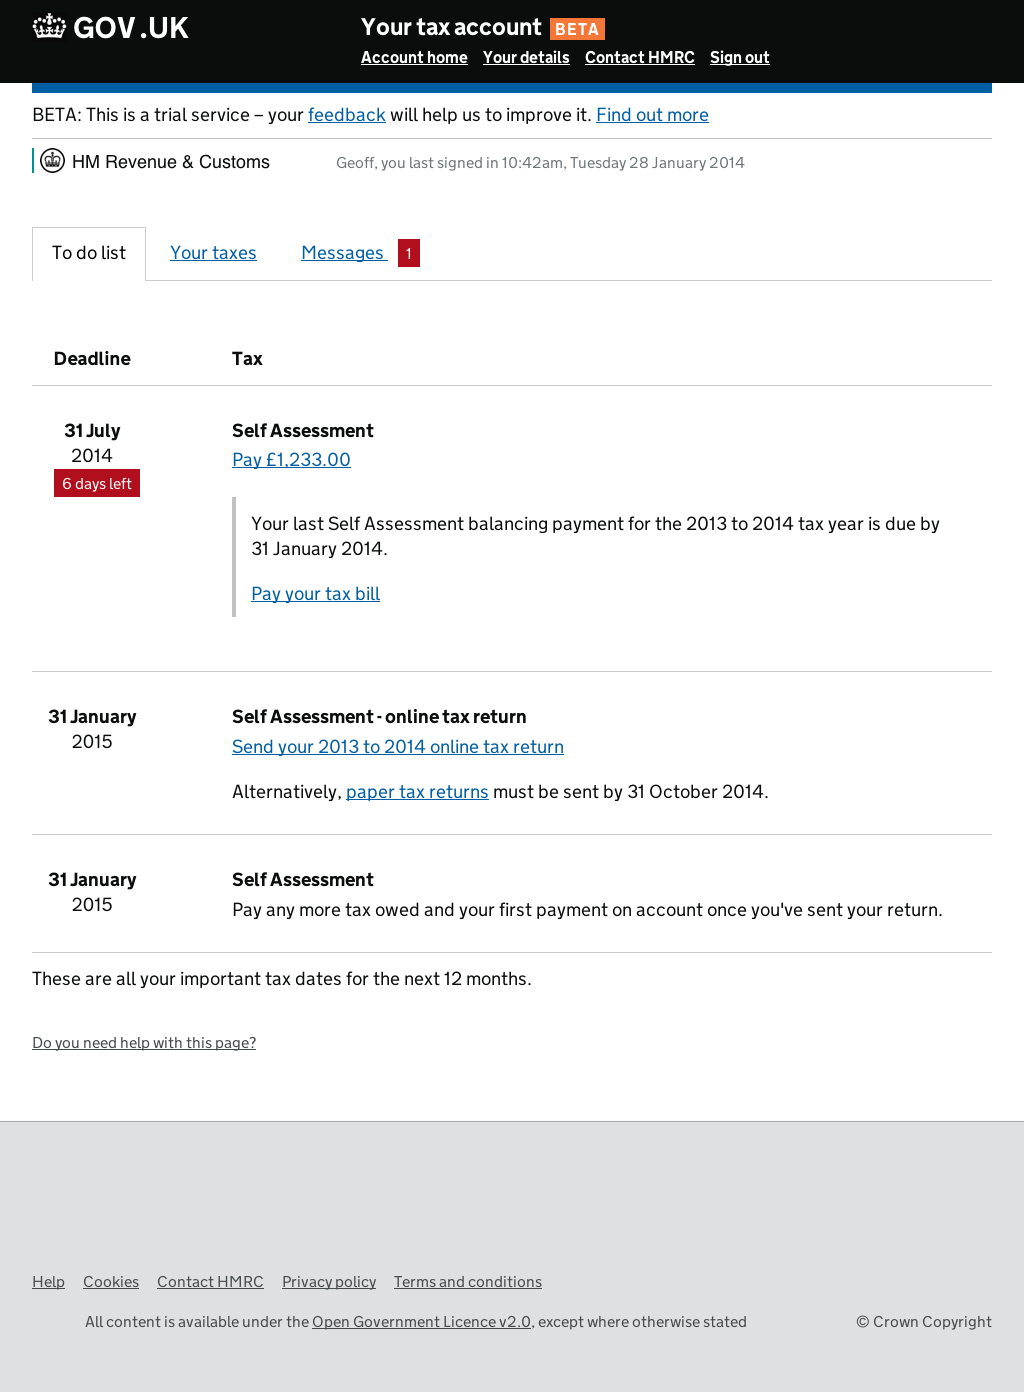 GOV.UK
Your tax account BETA
Account home Your details Contact HMRC Sign out
BETA: This is a trial service – your feedback will help us to improve it. Find out more
HM Revenue & Customs
Geoff, you last signed in 10:42am, Tuesday 28 January 2014
To do list Your taxes Messages 1
Deadline Tax
31 July
2014
6 days left
Self Assessment
Pay £1,233.00
Your last Self Assessment balancing payment for the 2013 to 2014 tax year is due by
31 January 2014.
Pay your tax bill
31 January
2015
Self Assessment - online tax return
Send your 2013 to 2014 online tax return
Alternatively, paper tax returns must be sent by 31 October 2014.
31 January
2015
Self Assessment
Pay any more tax owed and your first payment on account once you've sent your return.
These are all your important tax dates for the next 12 months.
Do you need help with this page?
Help Cookies Contact HMRC Privacy policy Terms and conditions
All content is available under the Open Government Licence v2.0, except where otherwise stated
© Crown Copyright